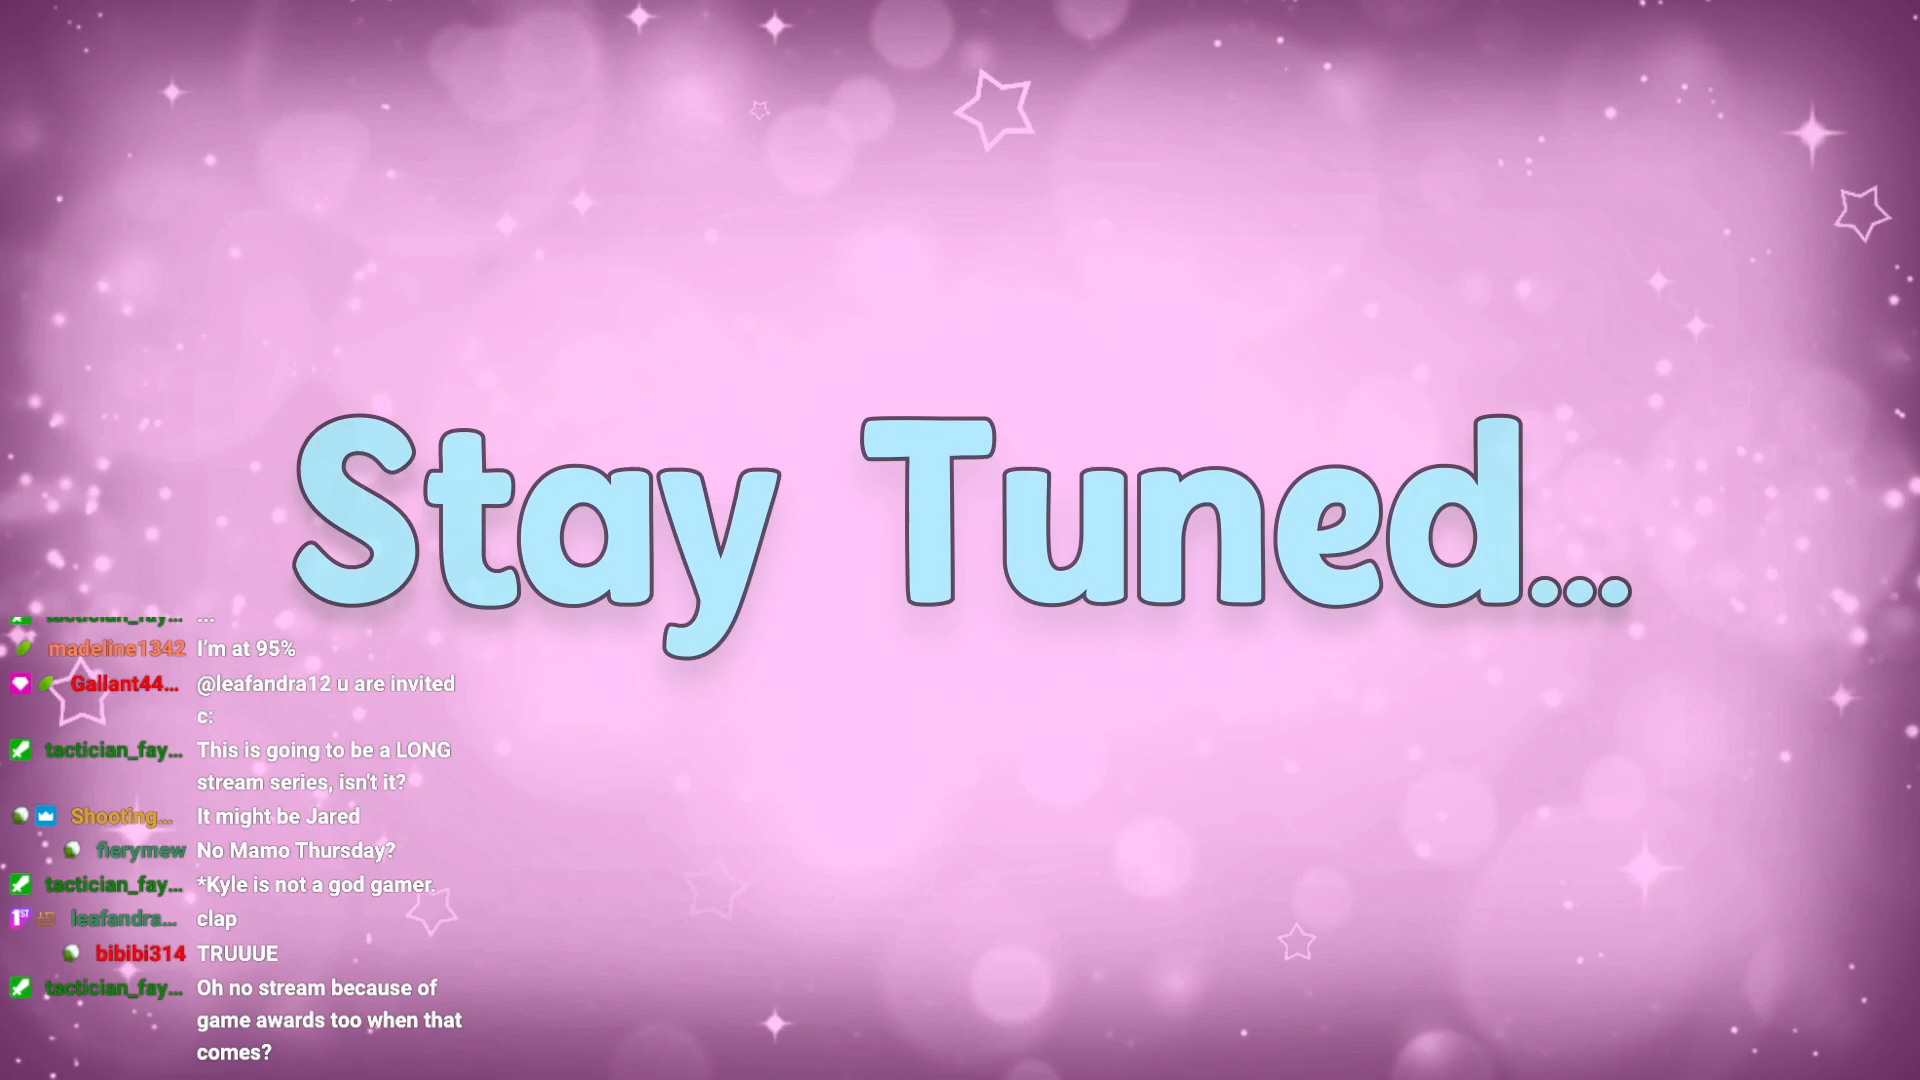 Stay Tuned...
tactician_fay... ...
madeline1342 I'm at 95%
Gallant44... @leafandra12 u are invited
c:
tactician_fay... This is going to be a LONG
stream series, isn't it?
Shooting... It might be Jared
fierymew No Mamo Thursday?
tactician_fay... *Kyle is not a god gamer.
1ST leafandra... clap
bibibi314 TRUUUE
tactician_fay... Oh no stream because of
game awards too when that
comes?